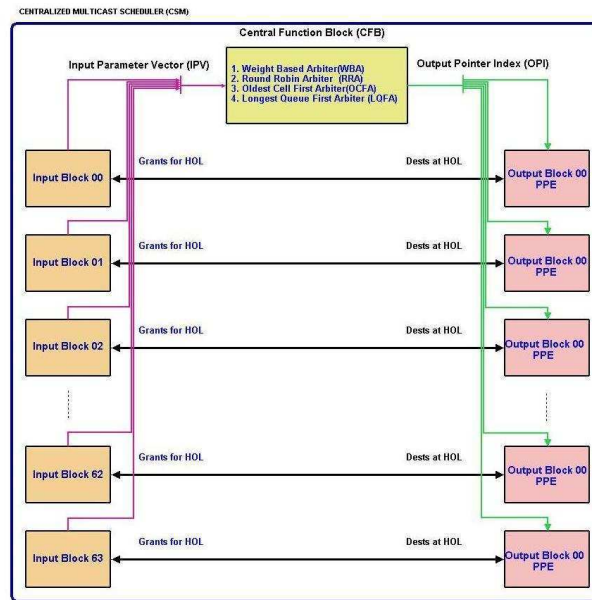 CENTRALIZED MULTICAST SCHEDULER (CSM)
Central Function Block (CFB)
Input Parameter Vector (IPV)
1. Weight Based Arbiter(WBA)
2. Round Robin Arbiter (RRA)
3. Oldest Cell First Arbiter(OCFA)
4. Longest Queue First Arbiter (LQFA)
Output Pointer Index (OPI)
Input Block 00
Grants for HOL
Dests at HOL
Output Block 00
PPE
Input Block 01
Grants for HOL
Dests at HOL
Output Block 00
PPE
Input Block 02
Grants for HOL
Dests at HOL
Output Block 00
PPE
Input Block 62
Grants for HOL
Dests at HOL
Output Block 00
PPE
Input Block 63
Grants for HOL
Dests at HOL
Output Block 00
PPE